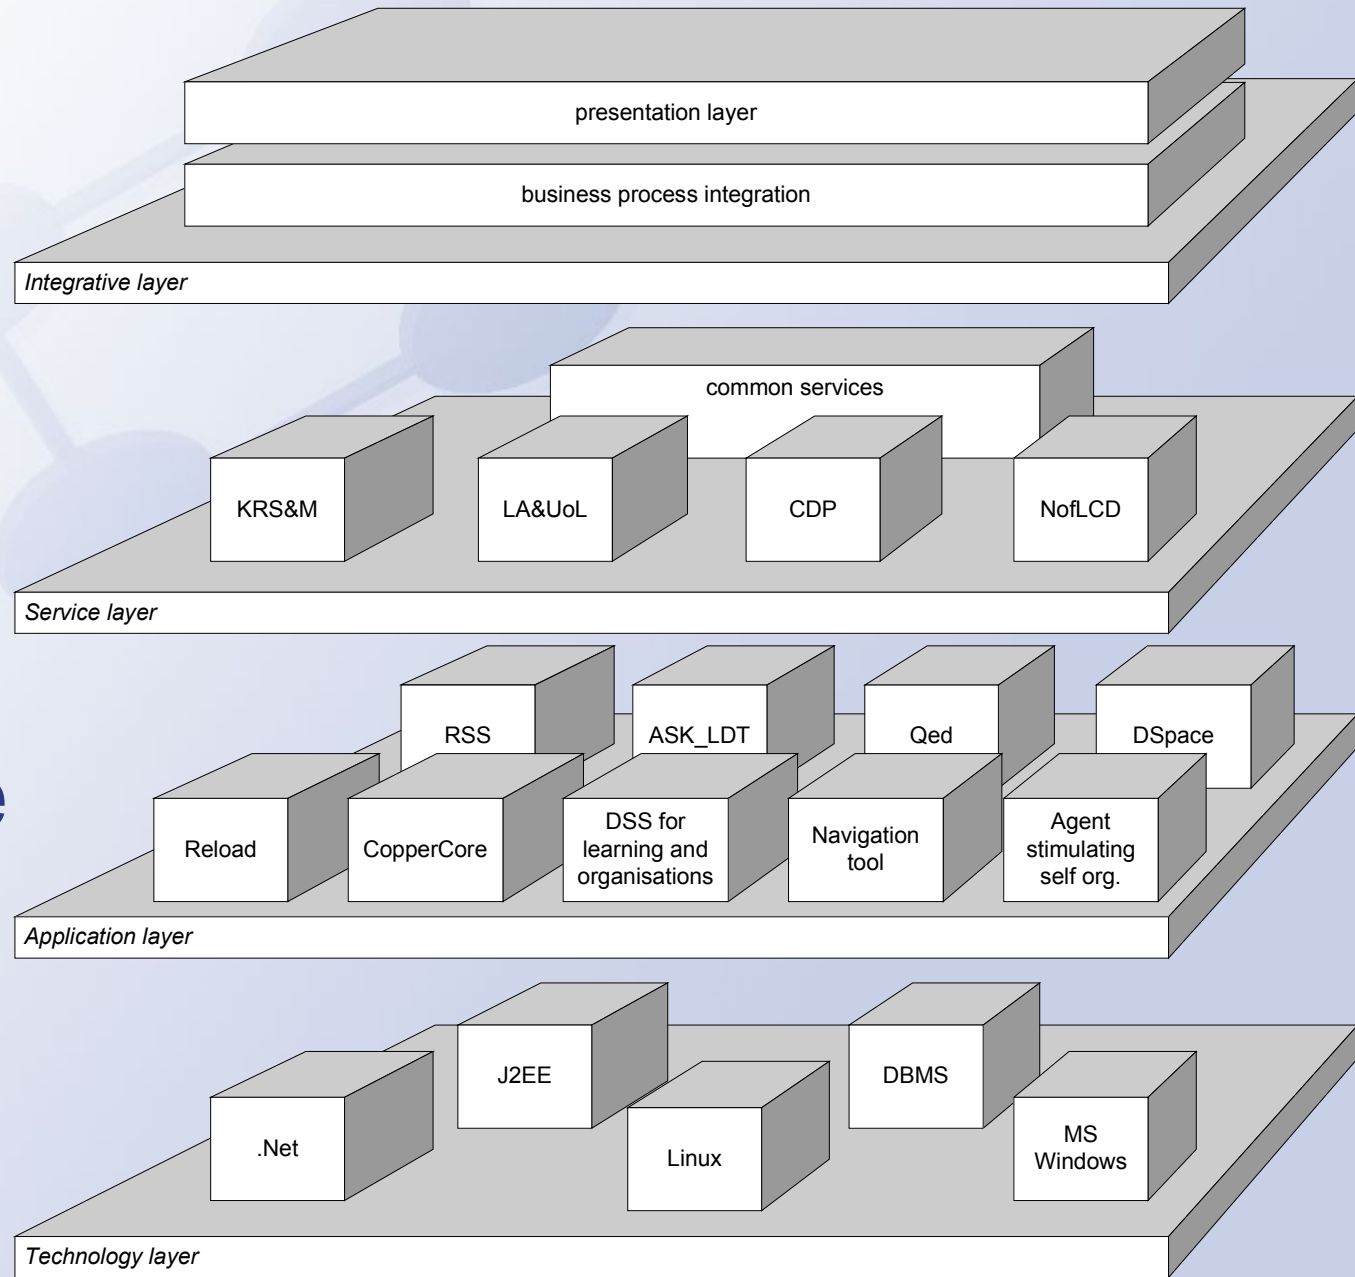 presentation layer
business process integration
Integrative layer
common services
KRS&M
LA&UoL
CDP
NofLCD
Service layer
RSS
ASK_LDT
Qed
DSpace
Reload
CopperCore
DSS for
learning and
organisations
Navigation
tool
Agent
stimulating
self org.
e
Application layer
J2EE
DBMS
.Net
Linux
MS
Windows
Technology layer